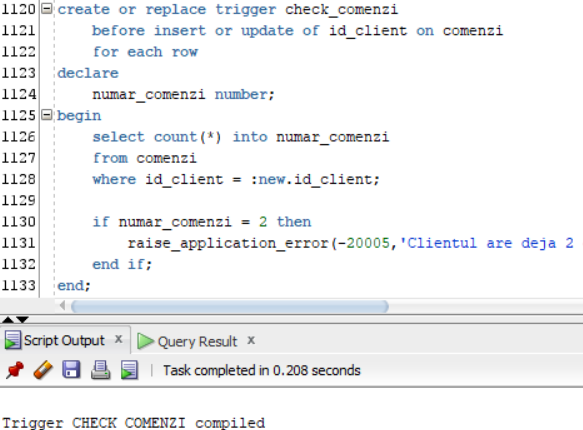 1120 create or replace trigger check_comenzi
1121 before insert or update of id_client on comenzi
1122 for each row
1123 declare
1124 numar_comenzi number;
1125 begin
1126 select count(*) into numar_comenzi
1127 from comenzi
1128 where id_client = :new.id_client;
1129
1130 if numar_comenzi = 2 then
1131 raise_application_error(-20005,'Clientul are deja 2
1132 end if;
1133 end;
Script Output x Query Result x
Task completed in 0.208 seconds
Trigger CHECK_COMENZI compiled